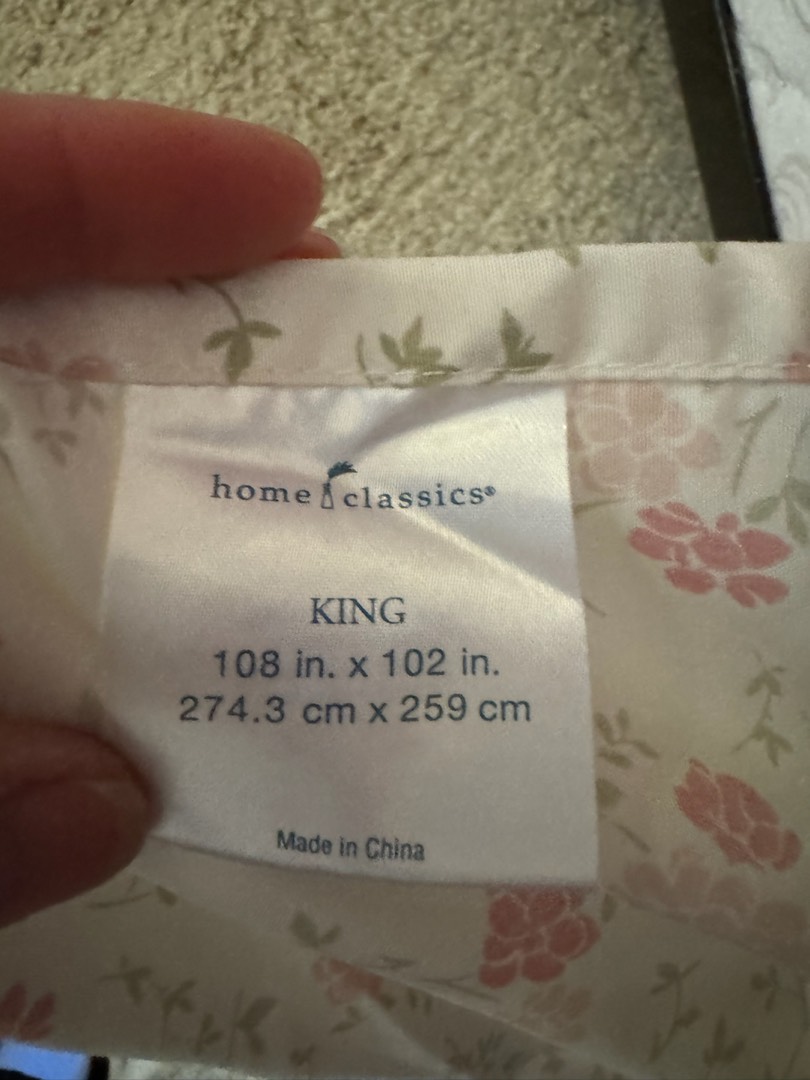 home classics®
KING
108 in. x 102 in.
274.3 cm x 259 cm
Made in China